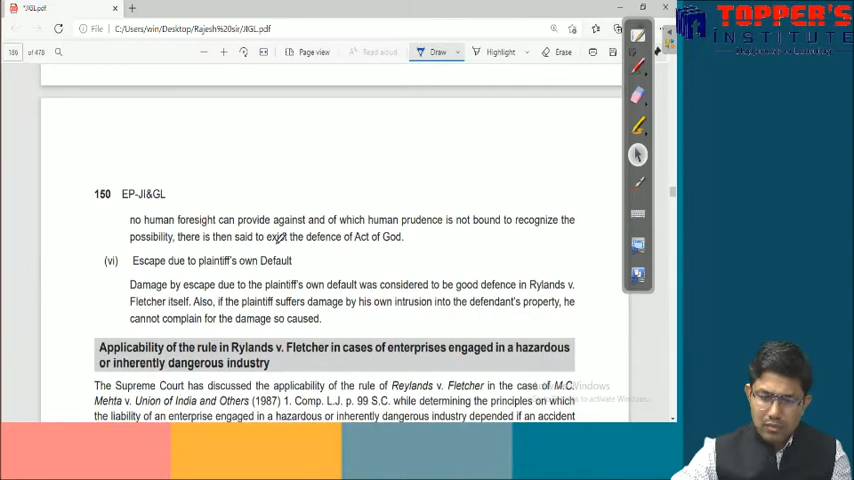 *JIGL.pdf
File
C:/Users/win/Desktop/Rajesh%20sir/JIGL.pdf
186 of 478
Page view
Read aloud
Draw
Highlight
Erase
TOPPER'S
INSTITUTE
150 EP-JI&GL
no human foresight can provide against and of which human prudence is not bound to recognize the
possibility, there is then said to exist the defence of Act of God.
(vi) Escape due to plaintiff's own Default
Damage by escape due to the plaintiff's own default was considered to be good defence in Rylands v.
Fletcher itself. Also, if the plaintiff suffers damage by his own intrusion into the defendant's property, he
cannot complain for the damage so caused.
Applicability of the rule in Rylands v. Fletcher in cases of enterprises engaged in a hazardous
or inherently dangerous industry
The Supreme Court has discussed the applicability of the rule of Reylands v. Fletcher in the case of M.C.
Mehta v. Union of India and Others (1987) 1. Comp. L.J. p. 99 S.C. while determining the principles on which
the liability of an enterprise engaged in a hazardous or inherently dangerous industry depended if an accident